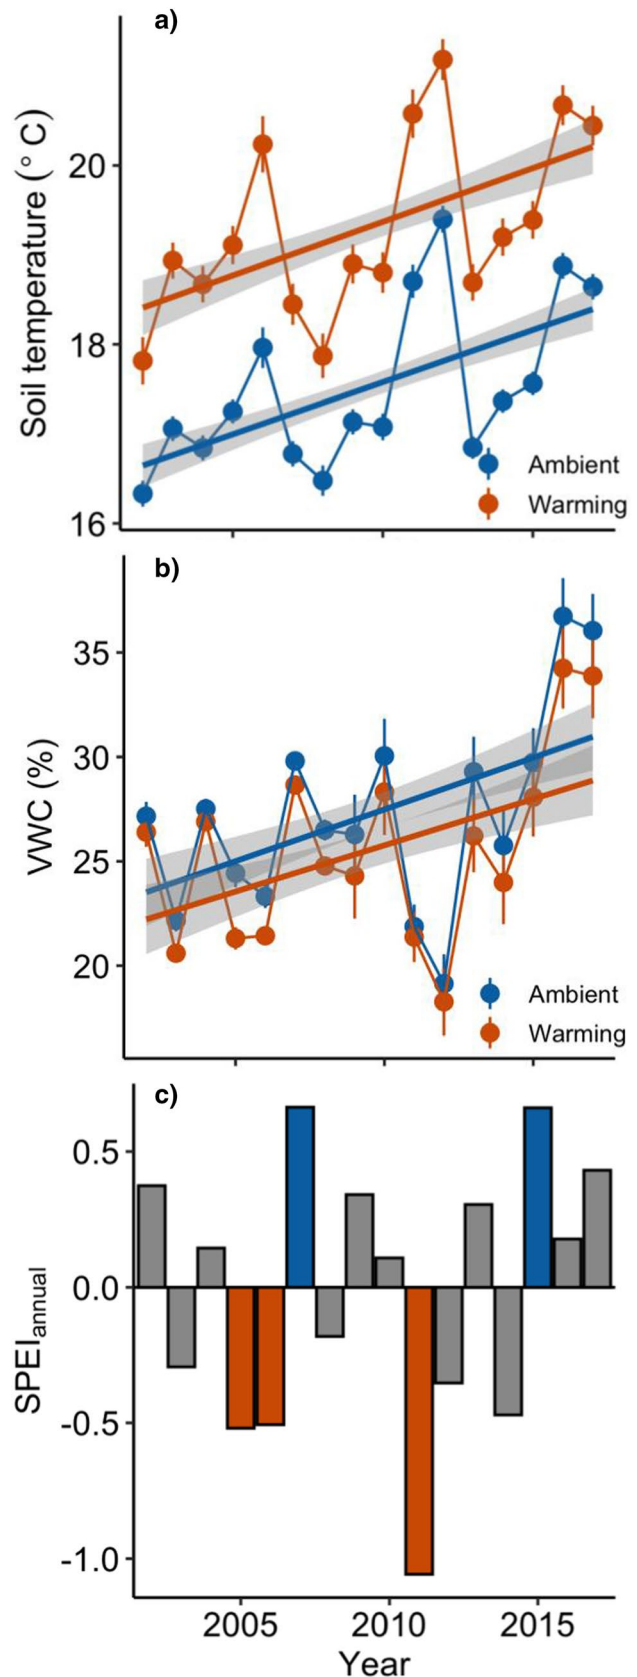 a)
Soil temperature (° C)
20
18
16
Ambient
Warming
b)
VWC (%)
35
30
25
20
Ambient
Warming
c)
SPEIannual
0.5
0.0
-0.5
-1.0
2005 2010 2015
Year